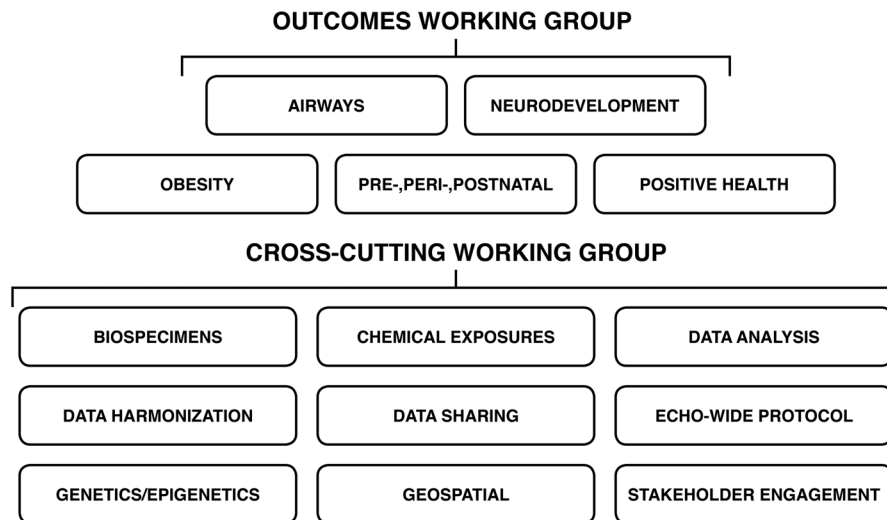 OUTCOMES WORKING GROUP
AIRWAYS
NEURODEVELOPMENT
OBESITY
PRE-,PERI-,POSTNATAL
POSITIVE HEALTH
CROSS-CUTTING WORKING GROUP
BIOSPECIMENS
CHEMICAL EXPOSURES
DATA ANALYSIS
DATA HARMONIZATION
DATA SHARING
ECHO-WIDE PROTOCOL
GENETICS/EPIGENETICS
GEOSPATIAL
STAKEHOLDER ENGAGEMENT